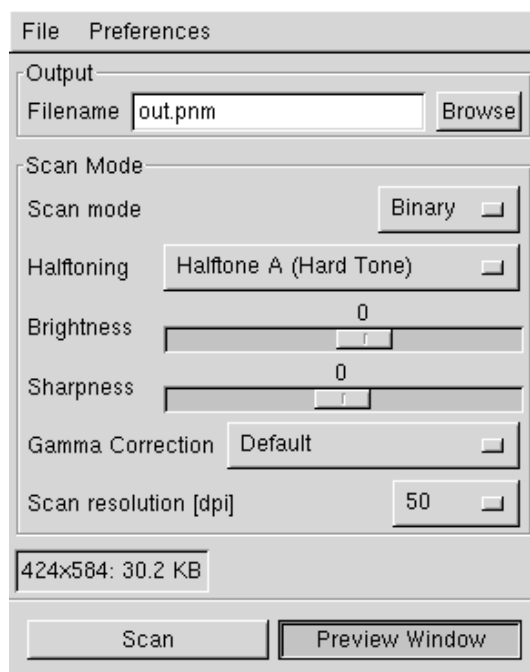 File Preferences
Output
Filename out.pnm Browse
Scan Mode
Scan mode Binary
Halftoning Halftone A (Hard Tone)
0
Brightness
0
Sharpness
Gamma Correction Default
Scan resolution [dpi] 50
424x584: 30.2 KB
Scan Preview Window